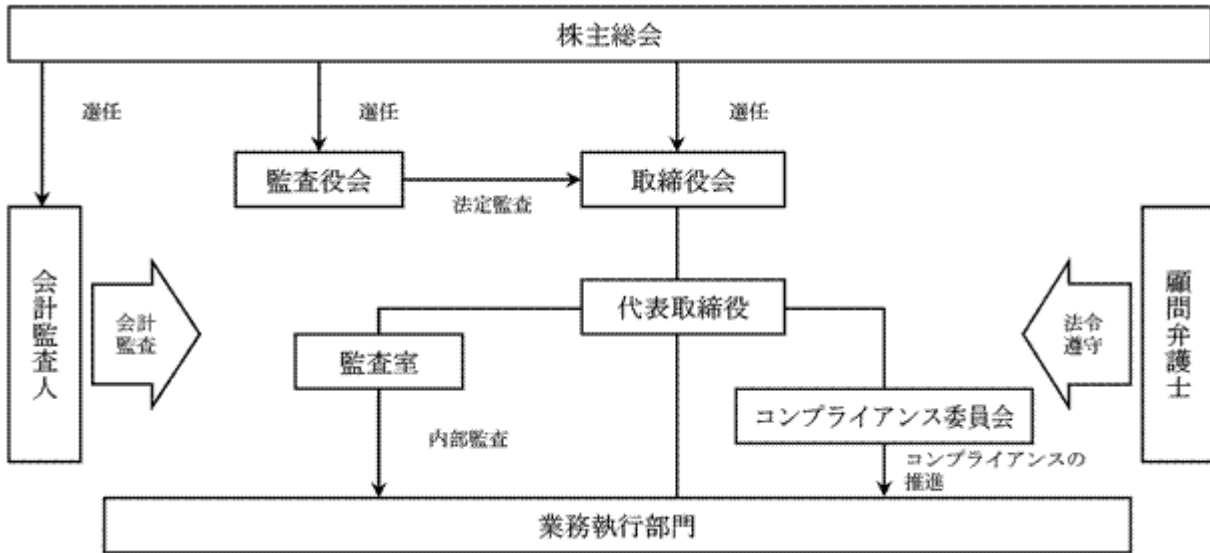 株主総会
選任
選任
選任
監査役会
法定監査
取締役会
会計監査人
会計
監査
代表取締役
法令
遵守
顧問弁護士
監査室
コンプライアンス委員会
内部監査
コンプライアンスの
推進
業務執行部門